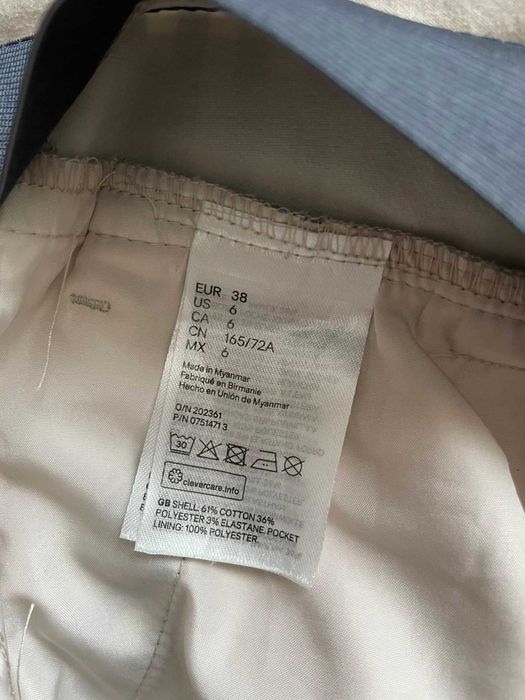 EUR 38
US 6
CA 6
CN 165/72A
MX 6
Made in Myanmar
Fabriqué en Birmanie
Hecho en Unión de Myanmar
O/N 202361
P/N 07514713
30
clevercare.info
GB SHELL: 61% COTTON 36%
POLYESTER 3% ELASTANE. POCKET
LINING: 100% POLYESTER.